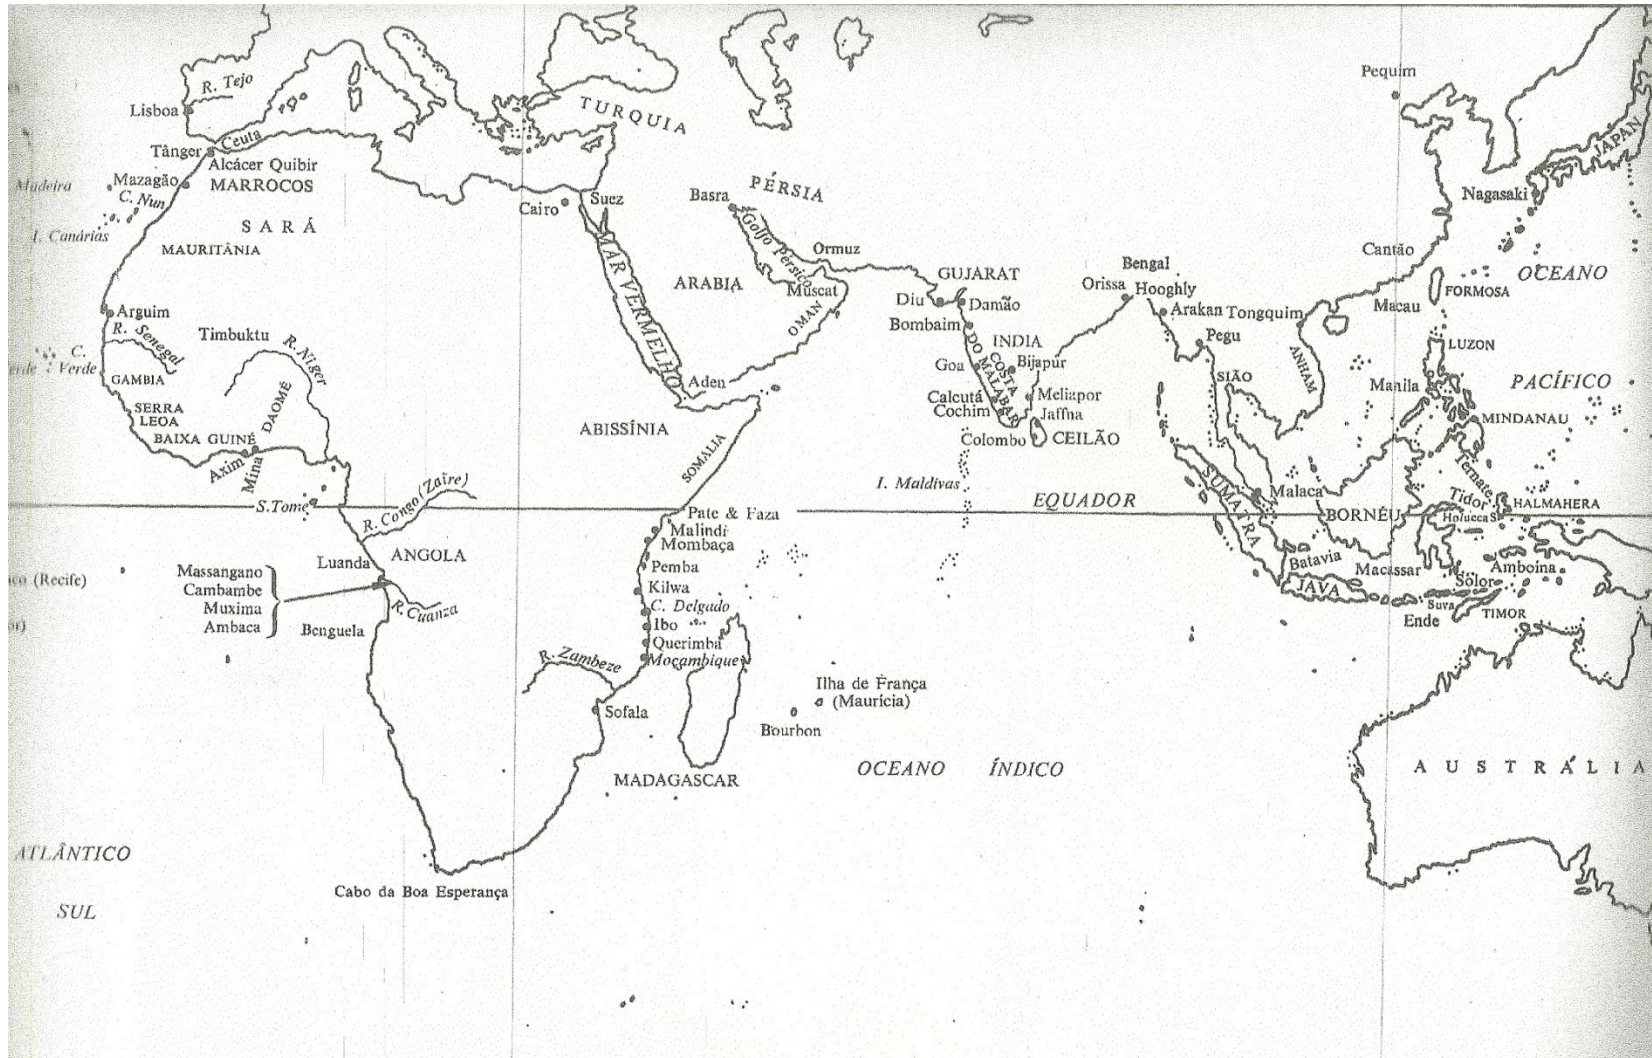 R. Tejo
Lisboa
Ceuta
Tânger
Alcácer Quibir
Mazagão
MARROCOS
Madeira
C. Nun
I. Canárias
SARÁ
MAURITÂNIA
Arguim
R. Senegal
Timbuktu
R. Niger
C.
Verde
GAMBIA
SERRA
LEOA
DAOMÉ
BAIXA GUINÉ
Axim
Mina
S. Tome
R. Congo (Zaïre)
ANGOLA
Luanda
Massangano
Cambambe
Muxima
Ambaca
R. Cuanza
Benguela
(Recife)
ATLÂNTICO
SUL
Cabo da Boa Esperança
TURQUIA
Cairo
Suez
MAR VERMELHO
PÉRSIA
Basra
Golfo Pérsico
Ormuz
ARABIA
Muscat
OMAN
Aden
ABISSÍNIA
SOMALIA
Pate & Faza
Malindi
Mombaça
Pemba
Kilwa
C. Delgado
Ibo
Querimba
Moçambique
R. Zambeze
Sofala
MADAGASCAR
Ilha de França
(Maurícia)
Bourbon
OCEANO ÍNDICO
GUJARAT
Diu
Damão
Bombaim
INDIA
COSTA
DO MALABAR
Bijapur
Goa
Calcutá
Cochim
Meliapor
Jaffna
Colombo
CEILÃO
I. Maldivas
EQUADOR
Bengal
Orissa
Hooghly
Arakan
Tongquim
Pegu
SIÃO
ANHAM
Pequim
JAPAN
Nagasaki
Cantão
Macau
FORMOSA
OCEANO
PACÍFICO
LUZON
Manila
MINDANAU
SUMATRA
Malaca
BORNÉU
Ternate
Tidor
HALMAHERA
Batavia
Macassar
Amboina
JAVA
Solor
Suva
Ende
TIMOR
AUSTRÁLIA